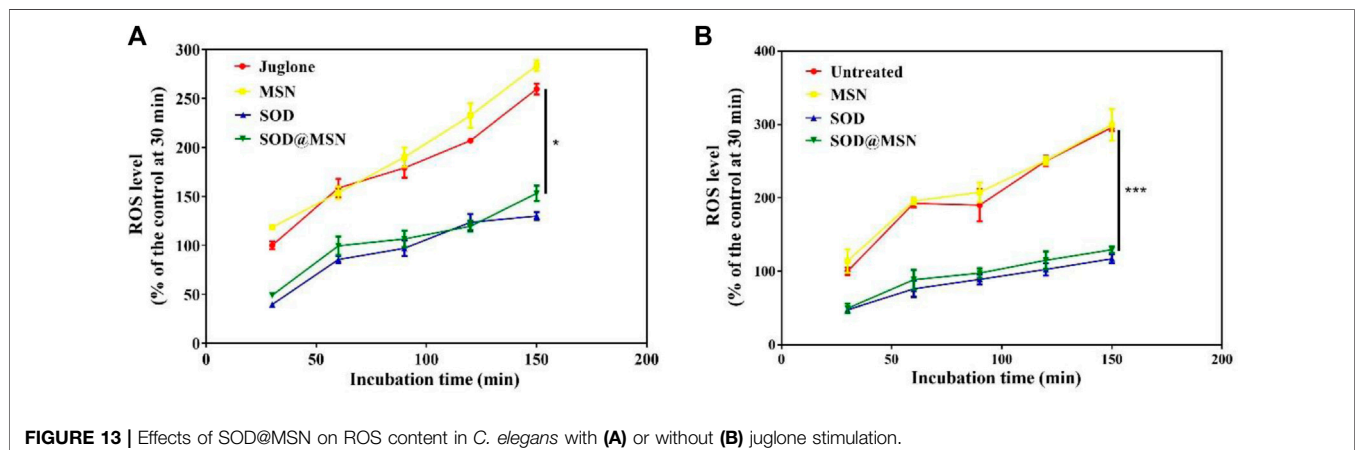 A
300
250
200
150
100
50
0
ROS level
(% of the control at 30 min)
Juglone
MSN
SOD
SOD@MSN
*
0 50 100 150 200
Incubation time (min)
B
400
300
200
100
0
ROS level
(% of the control at 30 min)
Untreated
MSN
SOD
SOD@MSN
***
0 50 100 150 200
Incubation time (min)
FIGURE 13 | Effects of SOD@MSN on ROS content in C. elegans with (A) or without (B) juglone stimulation.